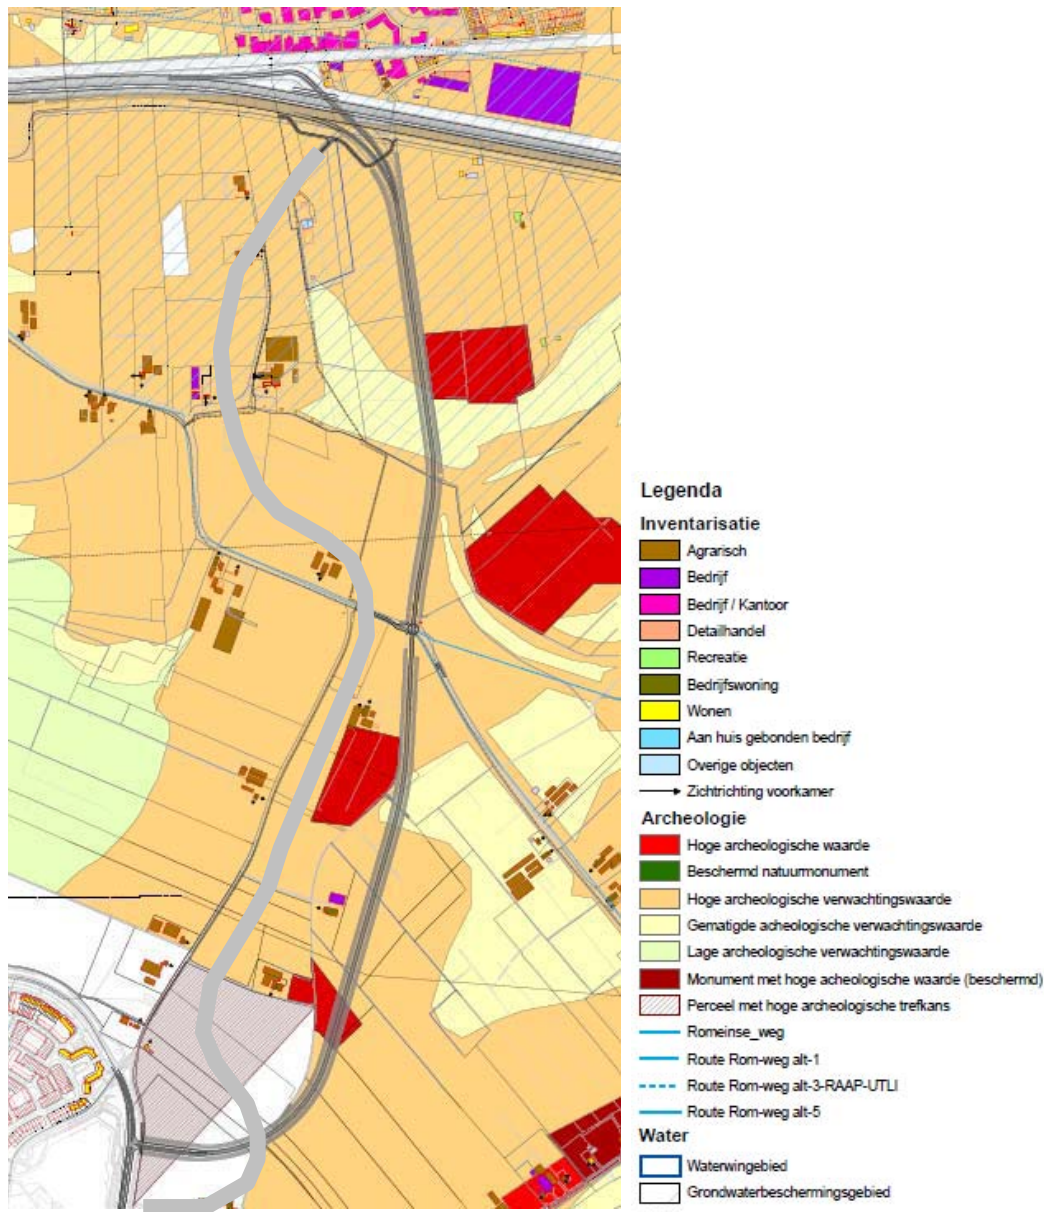 Legenda
Inventarisatie
Agrarisch
Bedrijf
Bedrijf / Kantoor
Detailhandel
Recreatie
Bedrijfswoning
Wonen
Aan huis gebonden bedrijf
Overige objecten
Zichtrichting voorkamer
Archeologie
Hoge archeologische waarde
Beschermd natuurmonument
Hoge archeologische verwachtingswaarde
Gematigde acheologische verwachtingswaarde
Lage archeologische verwachtingswaarde
Monument met hoge acheologische waarde (beschermd)
Perceel met hoge archeologische trefkans
Romeinse_weg
Route Rom-weg alt-1
Route Rom-weg alt-3-RAAP-UTLI
Route Rom-weg alt-5
Water
Waterwingebied
Grondwaterbeschermingsgebied